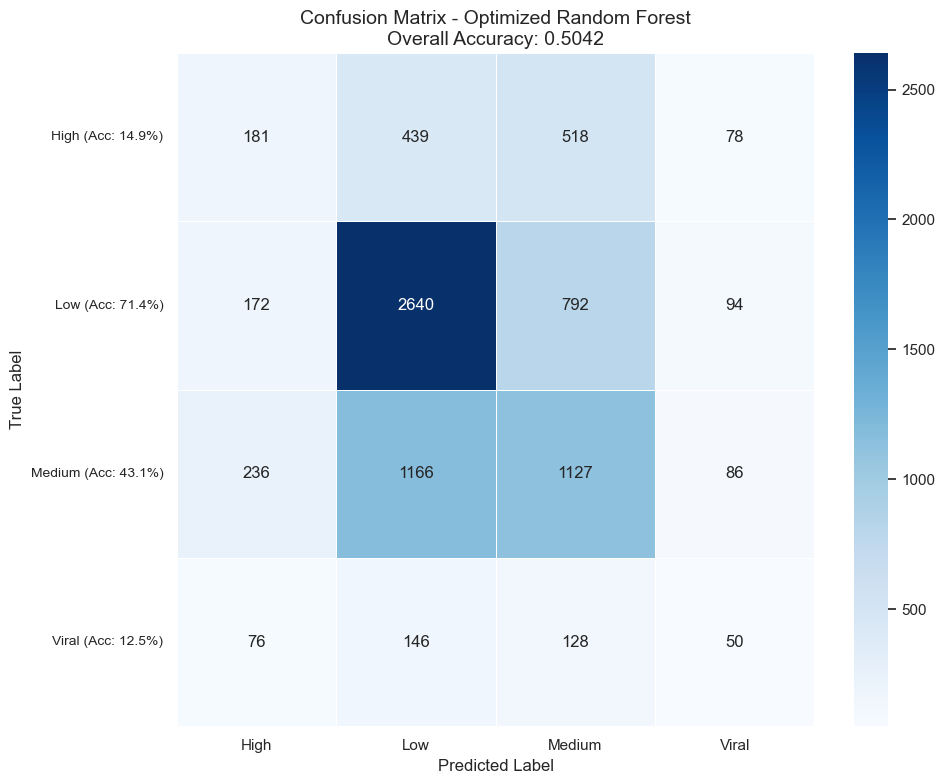 Confusion Matrix - Optimized Random Forest
Overall Accuracy: 0.5042
True Label
High (Acc: 14.9%)
181 439 518 78
Low (Acc: 71.4%)
172 2640 792 94
Medium (Acc: 43.1%)
236 1166 1127 86
Viral (Acc: 12.5%)
76 146 128 50
High Low Medium Viral
Predicted Label
2500
2000
1500
1000
500